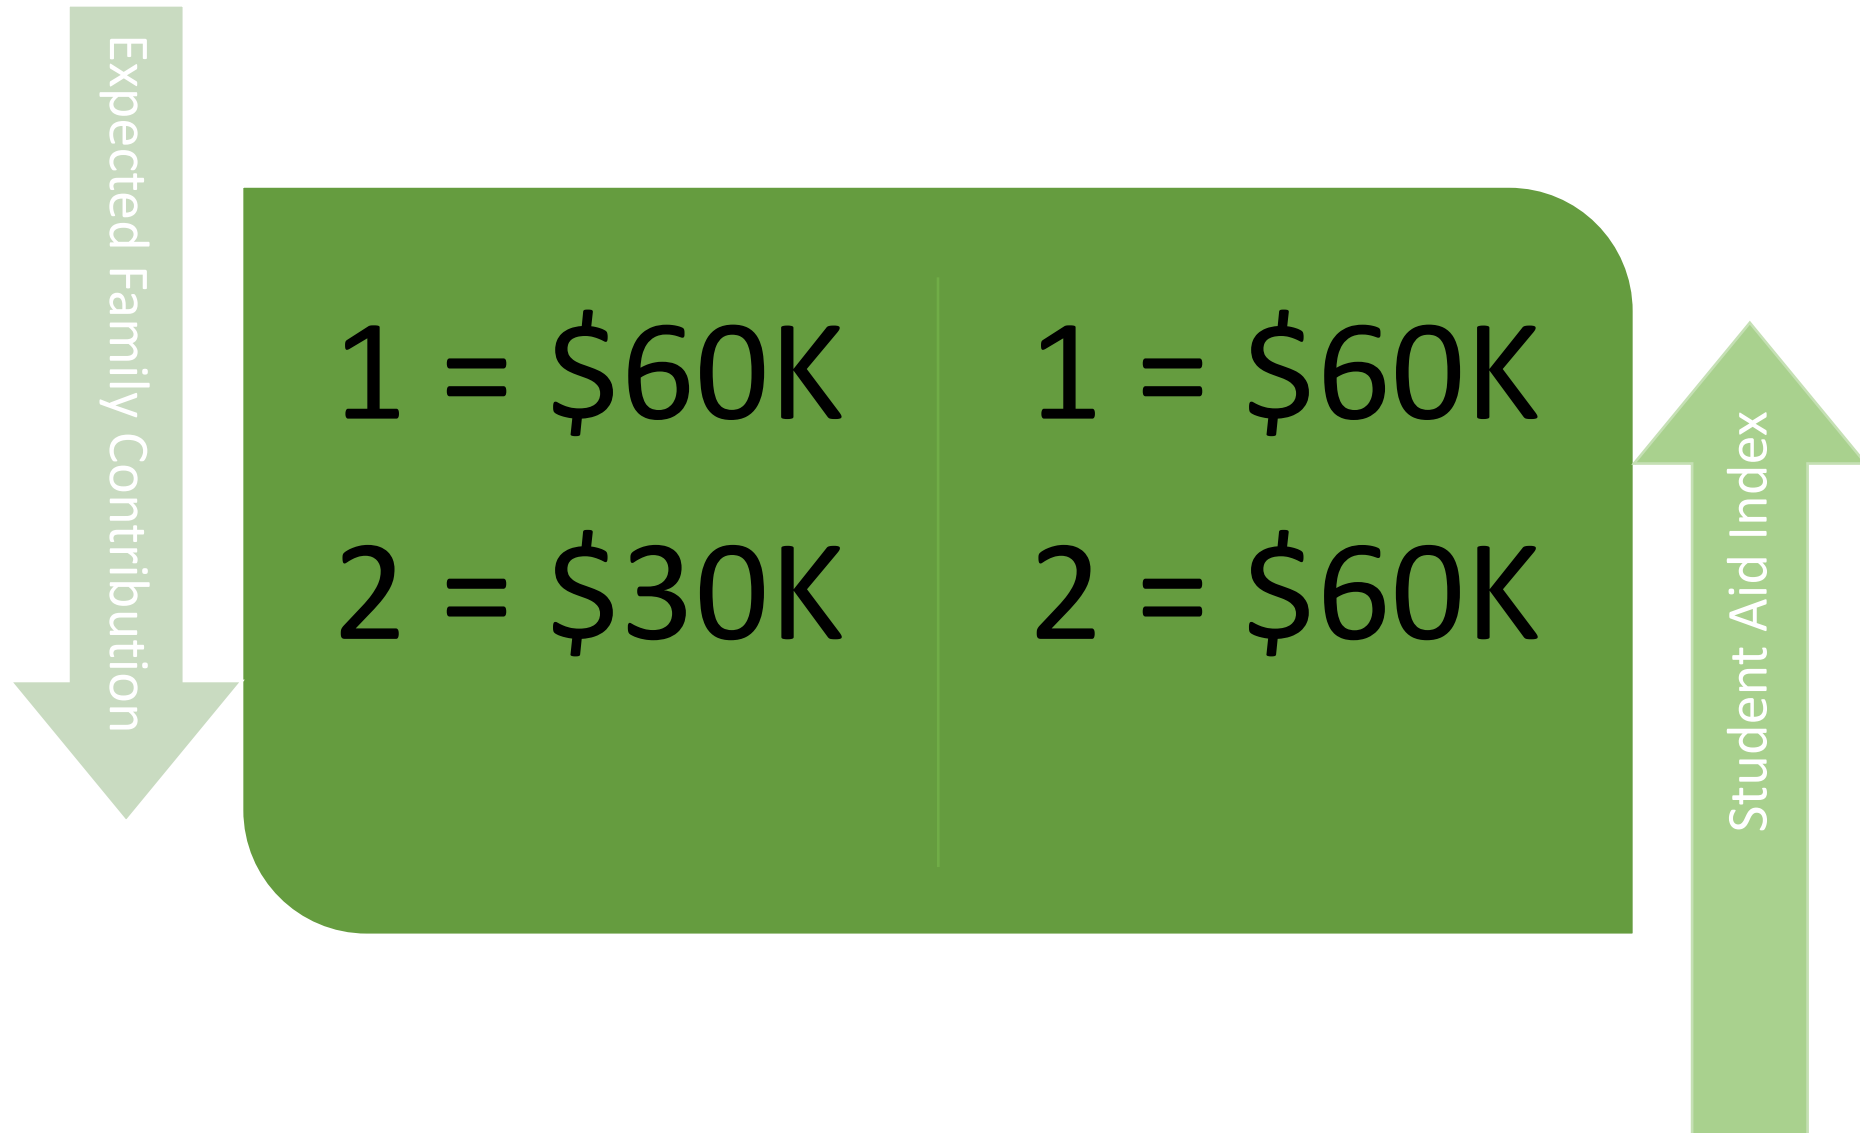 Expected Family Contribution
1 = $60K
2 = $30K
1 = $60K
2 = $60K
Student Aid Index